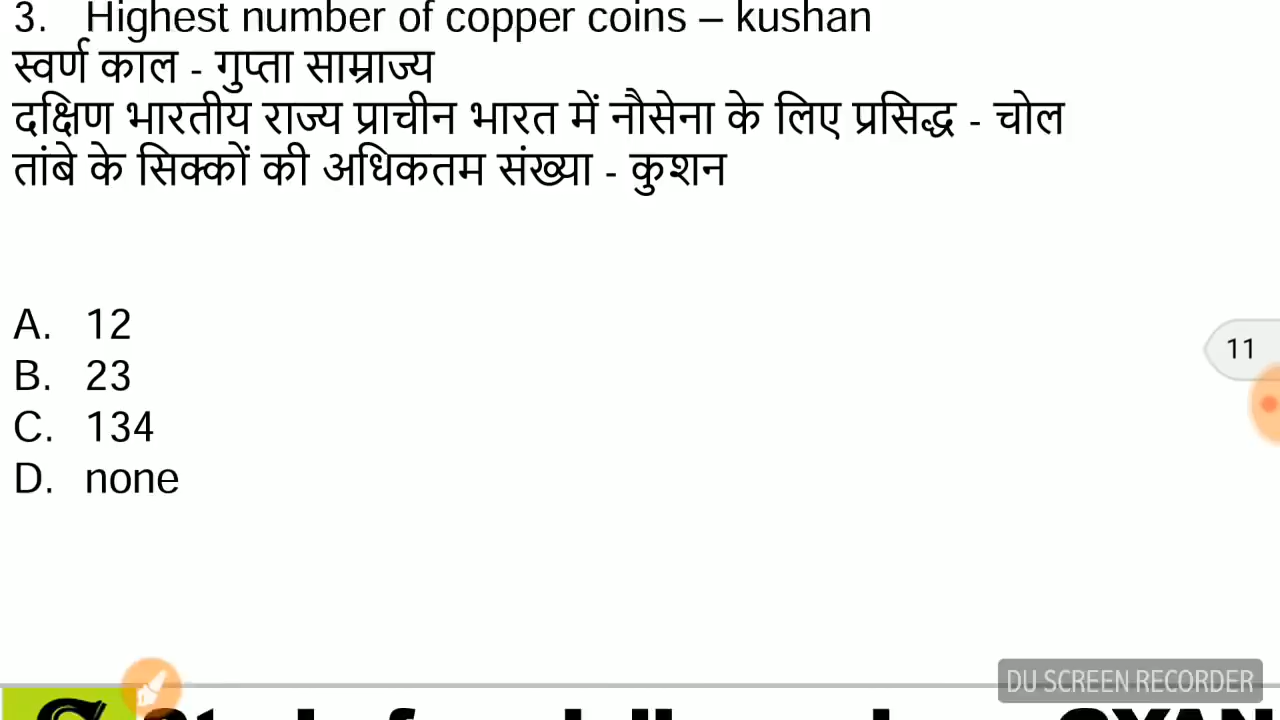 3. Highest number of copper coins – kushan
स्वर्ण काल - गुप्ता साम्राज्य
दक्षिण भारतीय राज्य प्राचीन भारत में नौसेना के लिए प्रसिद्ध - चोल
तांबे के सिक्कों की अधिकतम संख्या - कुशन
A. 12
B. 23
11
C. 134
D. none
DU SCREEN RECORDER